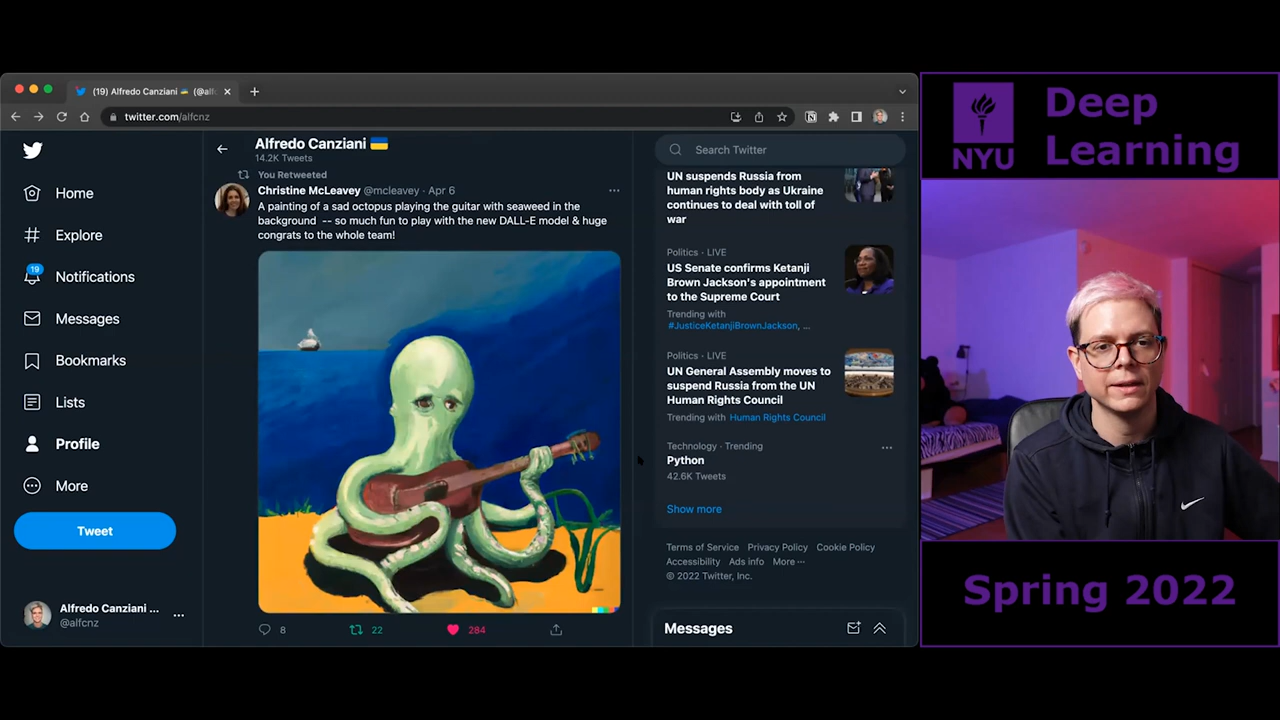 (19) Alfredo Canziani 🇺🇦 (@alf
twitter.com/alfcnz
Home
Explore
19
Notifications
Messages
Bookmarks
Lists
Profile
More
Tweet
Alfredo Canziani ...
@alfcnz
Alfredo Canziani 🇺🇦
14.2K Tweets
You Retweeted
Christine McLeavey @mcleavey · Apr 6
A painting of a sad octopus playing the guitar with seaweed in the
background -- so much fun to play with the new DALL-E model & huge
congrats to the whole team!
8
22
284
Search Twitter
UN suspends Russia from
human rights body as Ukraine
continues to deal with toll of
war
Politics · LIVE
US Senate confirms Ketanji
Brown Jackson's appointment
to the Supreme Court
Trending with
#JusticeKetanjiBrownJackson, ...
Politics · LIVE
UN General Assembly moves to
suspend Russia from the UN
Human Rights Council
Trending with Human Rights Council
Technology · Trending
Python
42.6K Tweets
Show more
Terms of Service Privacy Policy Cookie Policy
Accessibility Ads info More ···
© 2022 Twitter, Inc.
Messages
NYU
Deep
Learning
Spring 2022